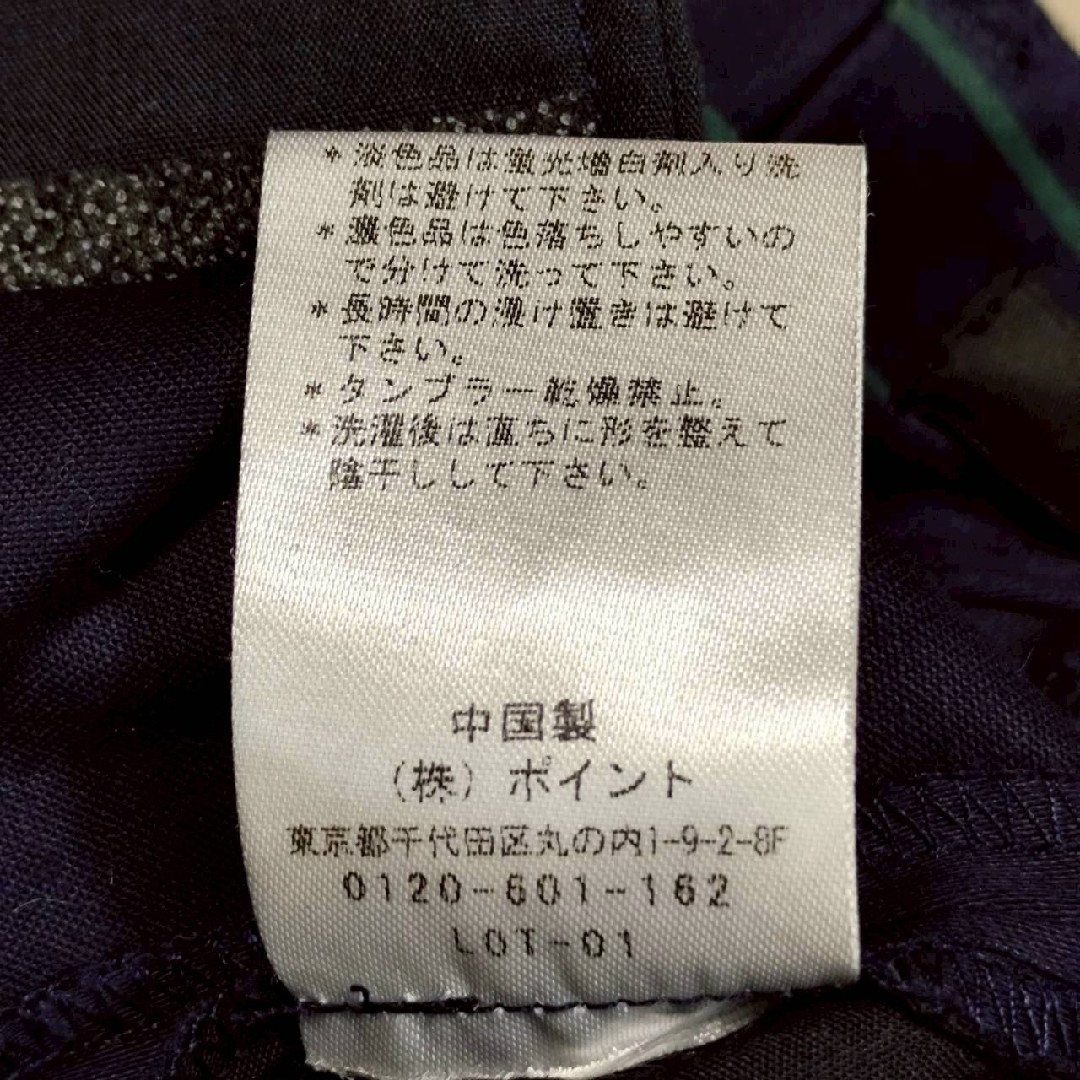 *淡色品は蛍光増白剤入り洗
剤は避けて下さい。
*濃色品は色落ちしやすいの
で分けて洗って下さい。
*長時間の浸け置きは避けて
下さい。
*タンブラー乾燥禁止。
*洗濯後は直ちに形を整えて
陰干しして下さい。
中国製
(株)ポイント
東京都千代田区丸の内1-9-2-8F
0120-601-162
LOT-01